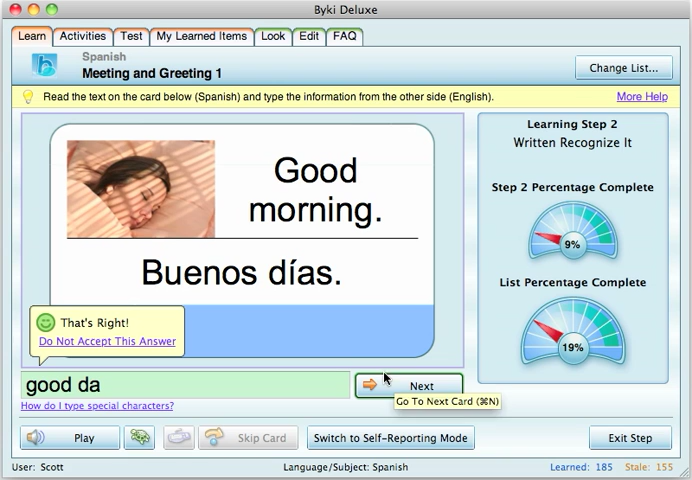 Byki Deluxe
Learn Activities Test My Learned Items Look Edit FAQ
Spanish
Meeting and Greeting 1
Change List...
Read the text on the card below (Spanish) and type the information from the other side (English).
More Help
Good
morning.
Buenos días.
That's Right!
Do Not Accept This Answer
good da
Next
Go To Next Card (⌘N)
How do I type special characters?
Learning Step 2
Written Recognize It
Step 2 Percentage Complete
9%
List Percentage Complete
19%
Play Skip Card Switch to Self-Reporting Mode Exit Step
User: Scott Language/Subject: Spanish Learned: 185 Stale: 155